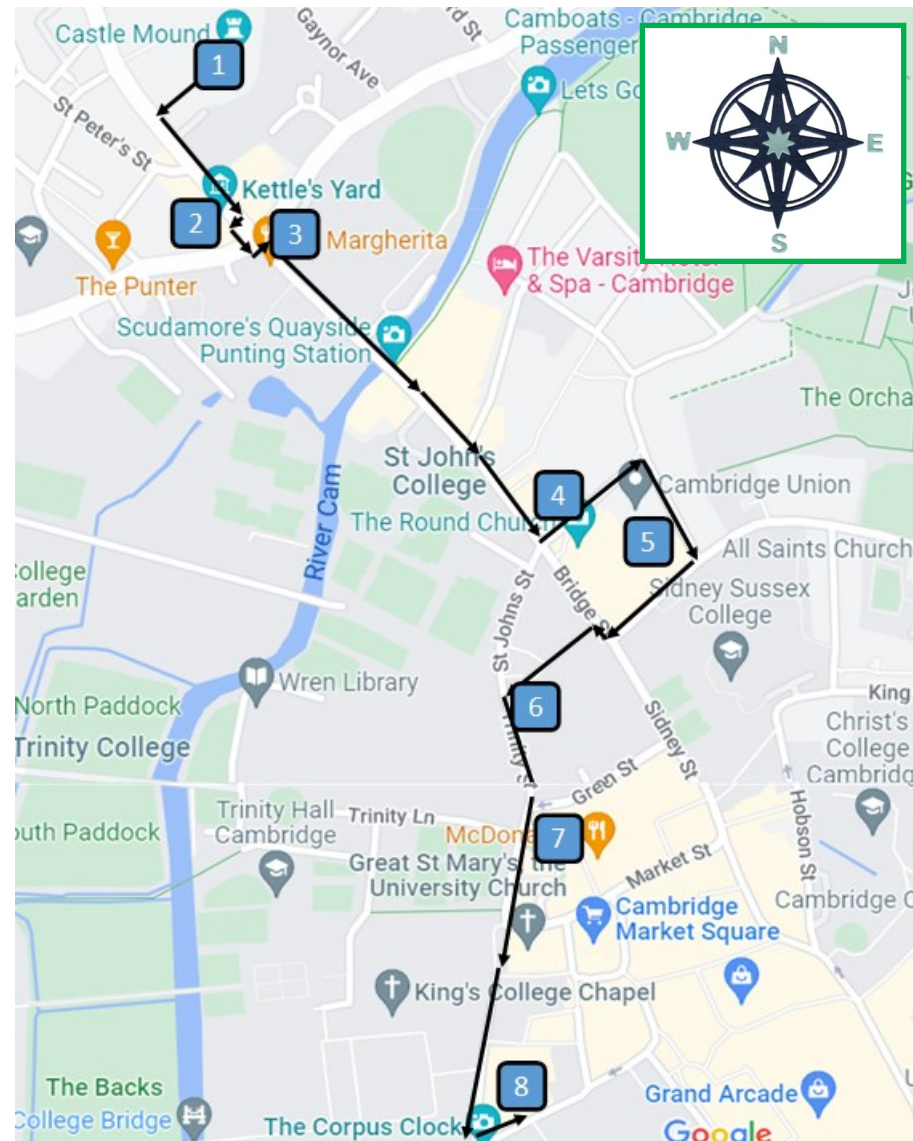 Castle Mound
Gaynor Ave
Camboats - Cambridge
Passenger
Lets Go
N
W
E
S
1
St Peter's St
Kettle's Yard
2
3
Margherita
The Punter
The Varsity Hotel
& Spa - Cambridge
Scudamore's Quayside
Punting Station
The Orcha
St John's
College
River Cam
4
Cambridge Union
The Round Church
5
All Saints Church
ollege
arden
St Johns St
Bridge S
Sidney Sussex
College
Wren Library
North Paddock
Trinity College
6
Trinity St
Sidney St
King
Christ's
College
Cambridg
Green St
Hobson St
outh Paddock
Trinity Hall
Cambridge
Trinity Ln
McDona
7
Great St Mary's, the
University Church
Market St
Cambridge
Market Square
Cambridge C
King's College Chapel
The Backs
College Bridge
8
The Corpus Clock
Grand Arcade
Google